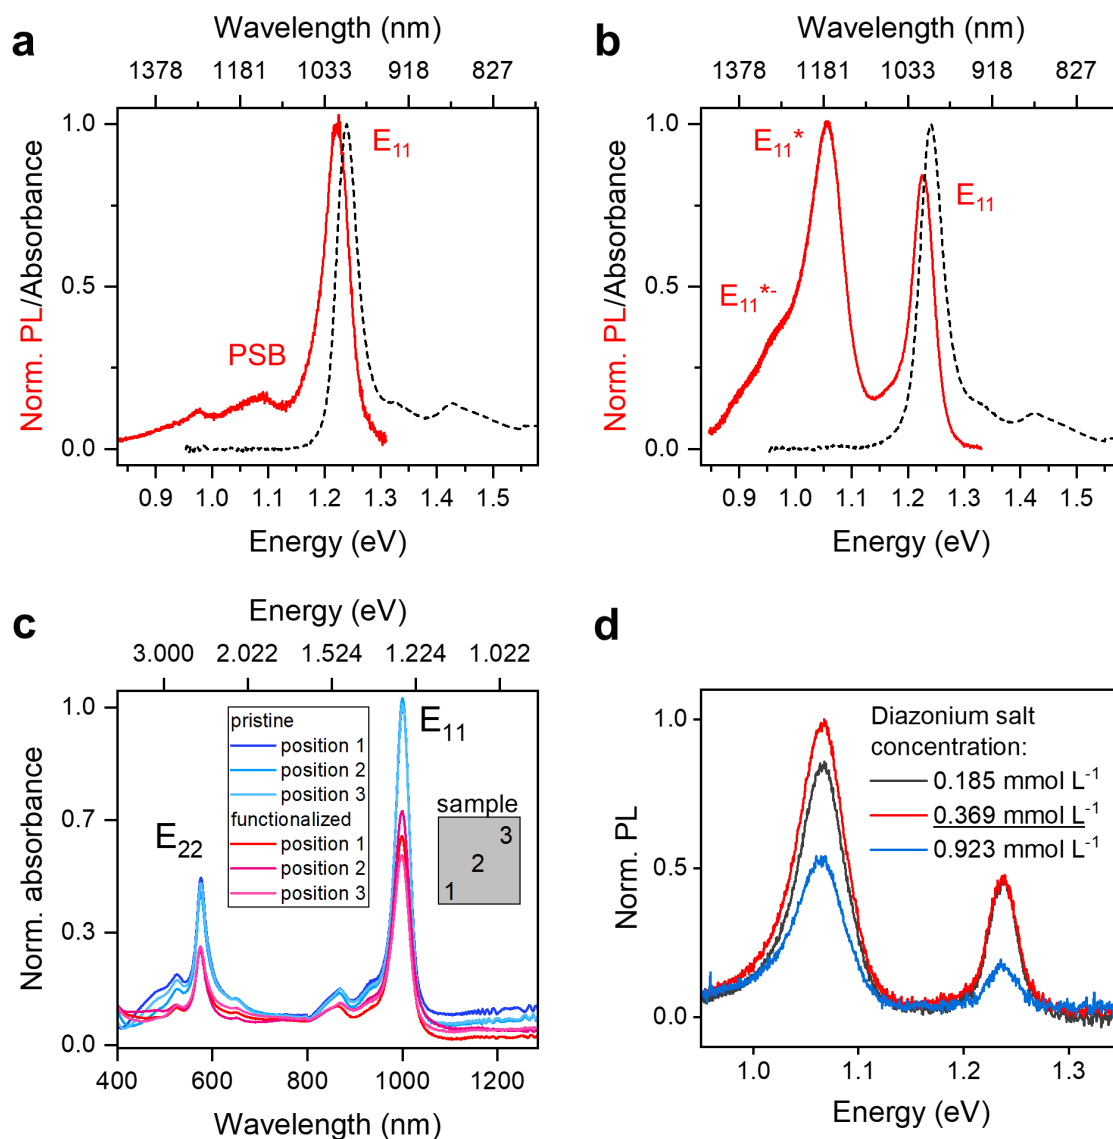 a
Wavelength (nm)
1378 1181 1033 918 827
1.0
0.5
0.0
Norm. PL/Absorbance
E₁₁
PSB
0.9 1.0 1.1 1.2 1.3 1.4 1.5
Energy (eV)
b
Wavelength (nm)
1378 1181 1033 918 827
1.0
0.5
0.0
Norm. PL/Absorbance
E₁₁*
E₁₁
E₁₁*-
0.9 1.0 1.1 1.2 1.3 1.4 1.5
Energy (eV)
c
Energy (eV)
3.000 2.022 1.524 1.224 1.022
1.0
0.7
0.3
0.0
Norm. absorbance
pristine
position 1
position 2
position 3
functionalized
position 1
position 2
position 3
E₁₁
E₂₂
sample
3
2
1
400 600 800 1000 1200
Wavelength (nm)
d
1.0
0.5
0.0
Norm. PL
Diazonium salt
concentration:
0.185 mmol L⁻¹
0.369 mmol L⁻¹
0.923 mmol L⁻¹
1.0 1.1 1.2 1.3
Energy (eV)